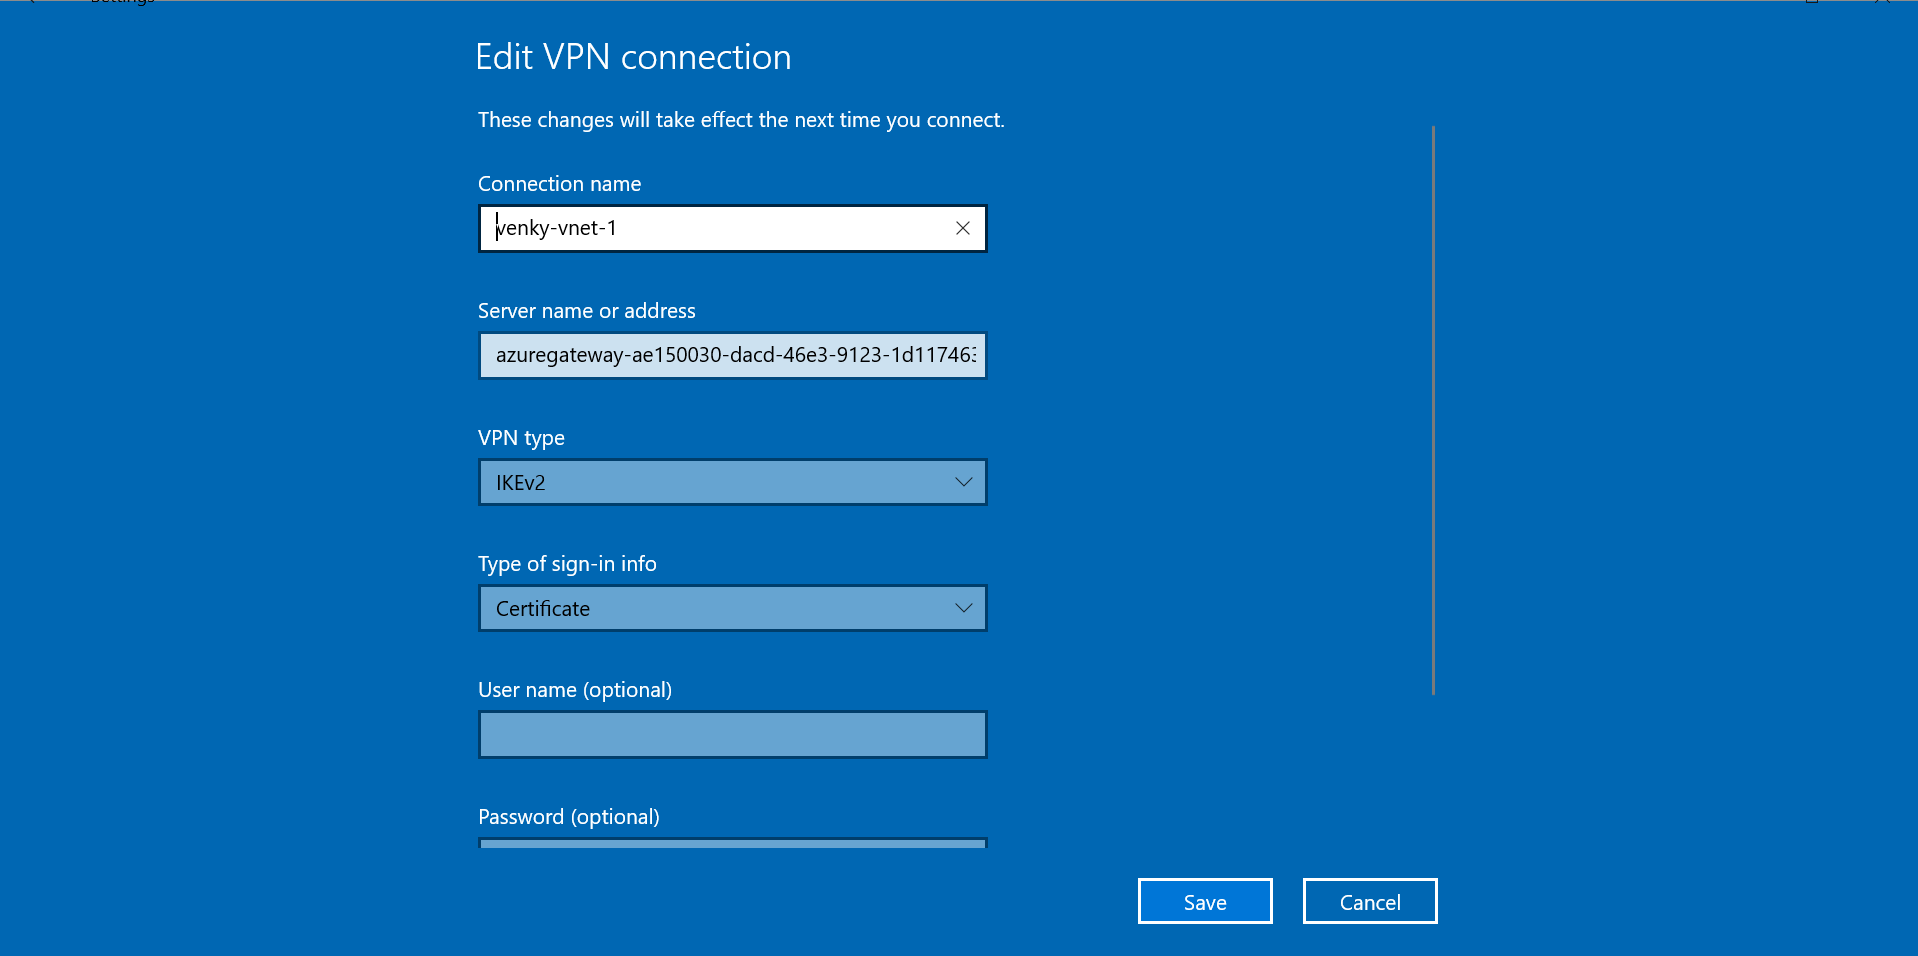 Settings
Edit VPN connection
These changes will take effect the next time you connect.
Connection name
venky-vnet-1
Server name or address
azuregateway-ae150030-dacd-46e3-9123-1d117463
VPN type
IKEv2
Type of sign-in info
Certificate
User name (optional)
Password (optional)
Save
Cancel